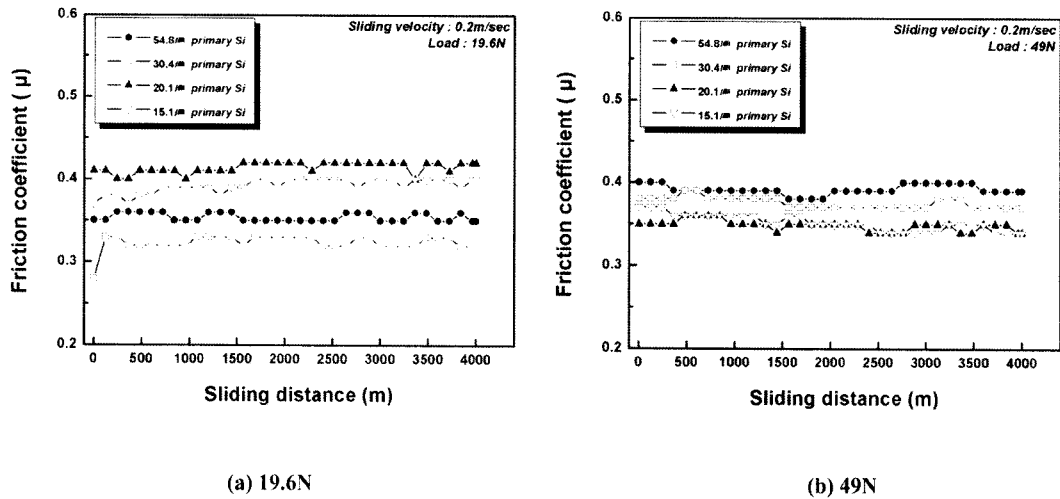 Sliding velocity : 0.2m/sec
Load : 19.6N
54.8㎛ primary Si
30.4㎛ primary Si
20.1㎛ primary Si
15.1㎛ primary Si
Friction coefficient ( μ )
0.6
0.5
0.4
0.3
0.2
0 500 1000 1500 2000 2500 3000 3500 4000
Sliding distance (m)
(a) 19.6N
Sliding velocity : 0.2m/sec
Load : 49N
54.8㎛ primary Si
30.4㎛ primary Si
20.1㎛ primary Si
15.1㎛ primary Si
Friction coefficient ( μ )
0.6
0.5
0.4
0.3
0.2
0 500 1000 1500 2000 2500 3000 3500 4000
Sliding distance (m)
(b) 49N